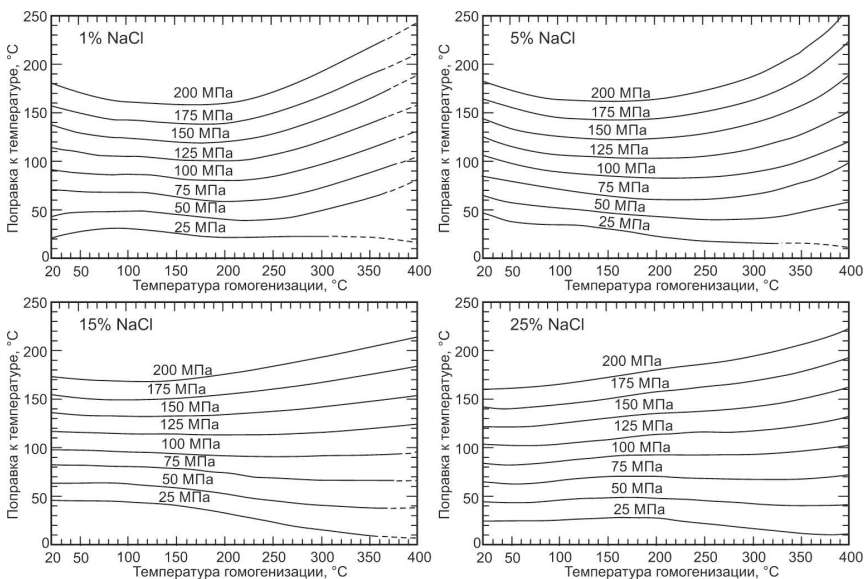 1% NaCl
Поправка к температуре, °C
250
200
150
100
50
0
200 МПа
175 МПа
150 МПа
125 МПа
100 МПа
75 МПа
50 МПа
25 МПа
20 50 100 150 200 250 300 350 400
Температура гомогенизации, °C
5% NaCl
Поправка к температуре, °C
250
200
150
100
50
0
200 МПа
175 МПа
150 МПа
125 МПа
100 МПа
75 МПа
50 МПа
25 МПа
20 50 100 150 200 250 300 350 400
Температура гомогенизации, °C
15% NaCl
Поправка к температуре, °C
250
200
150
100
50
0
200 МПа
175 МПа
150 МПа
125 МПа
100 МПа
75 МПа
50 МПа
25 МПа
20 50 100 150 200 250 300 350 400
Температура гомогенизации, °C
25% NaCl
Поправка к температуре, °C
250
200
150
100
50
0
200 МПа
175 МПа
150 МПа
125 МПа
100 МПа
75 МПа
50 МПа
25 МПа
20 50 100 150 200 250 300 350 400
Температура гомогенизации, °C